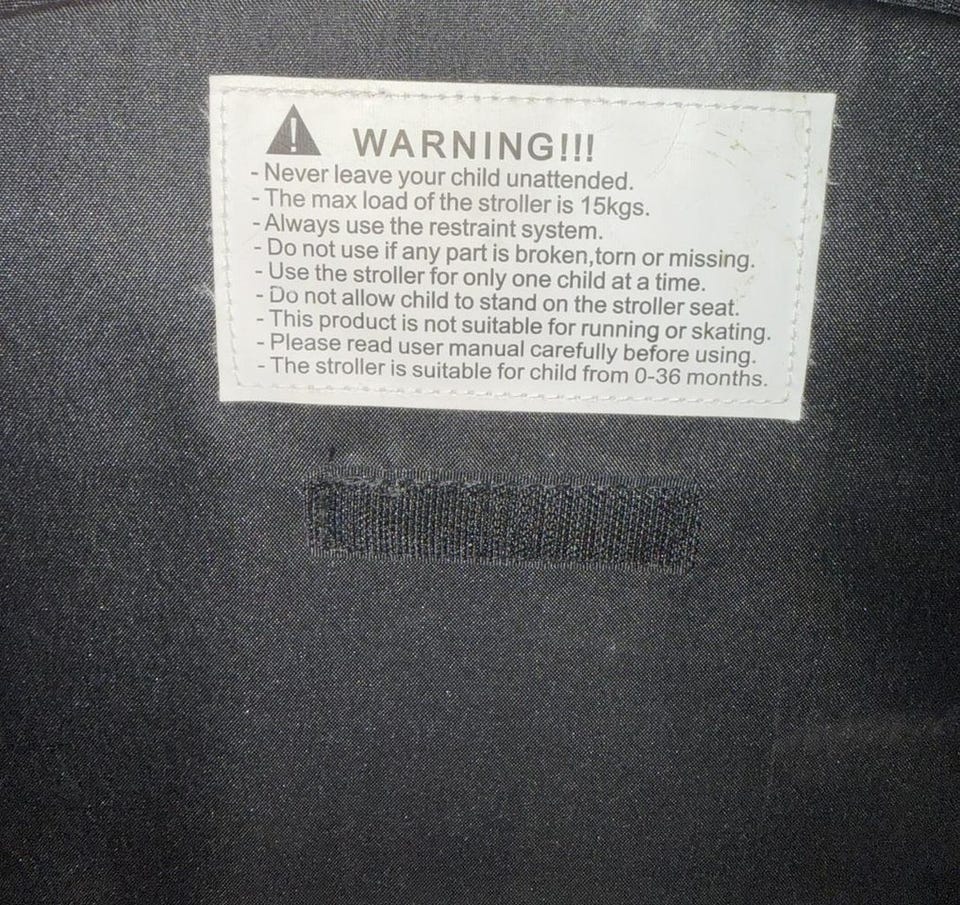 WARNING!!!
- Never leave your child unattended.
- The max load of the stroller is 15kgs.
- Always use the restraint system.
- Do not use if any part is broken,torn or missing.
- Use the stroller for only one child at a time.
- Do not allow child to stand on the stroller seat.
- This product is not suitable for running or skating.
- Please read user manual carefully before using.
- The stroller is suitable for child from 0-36 months.